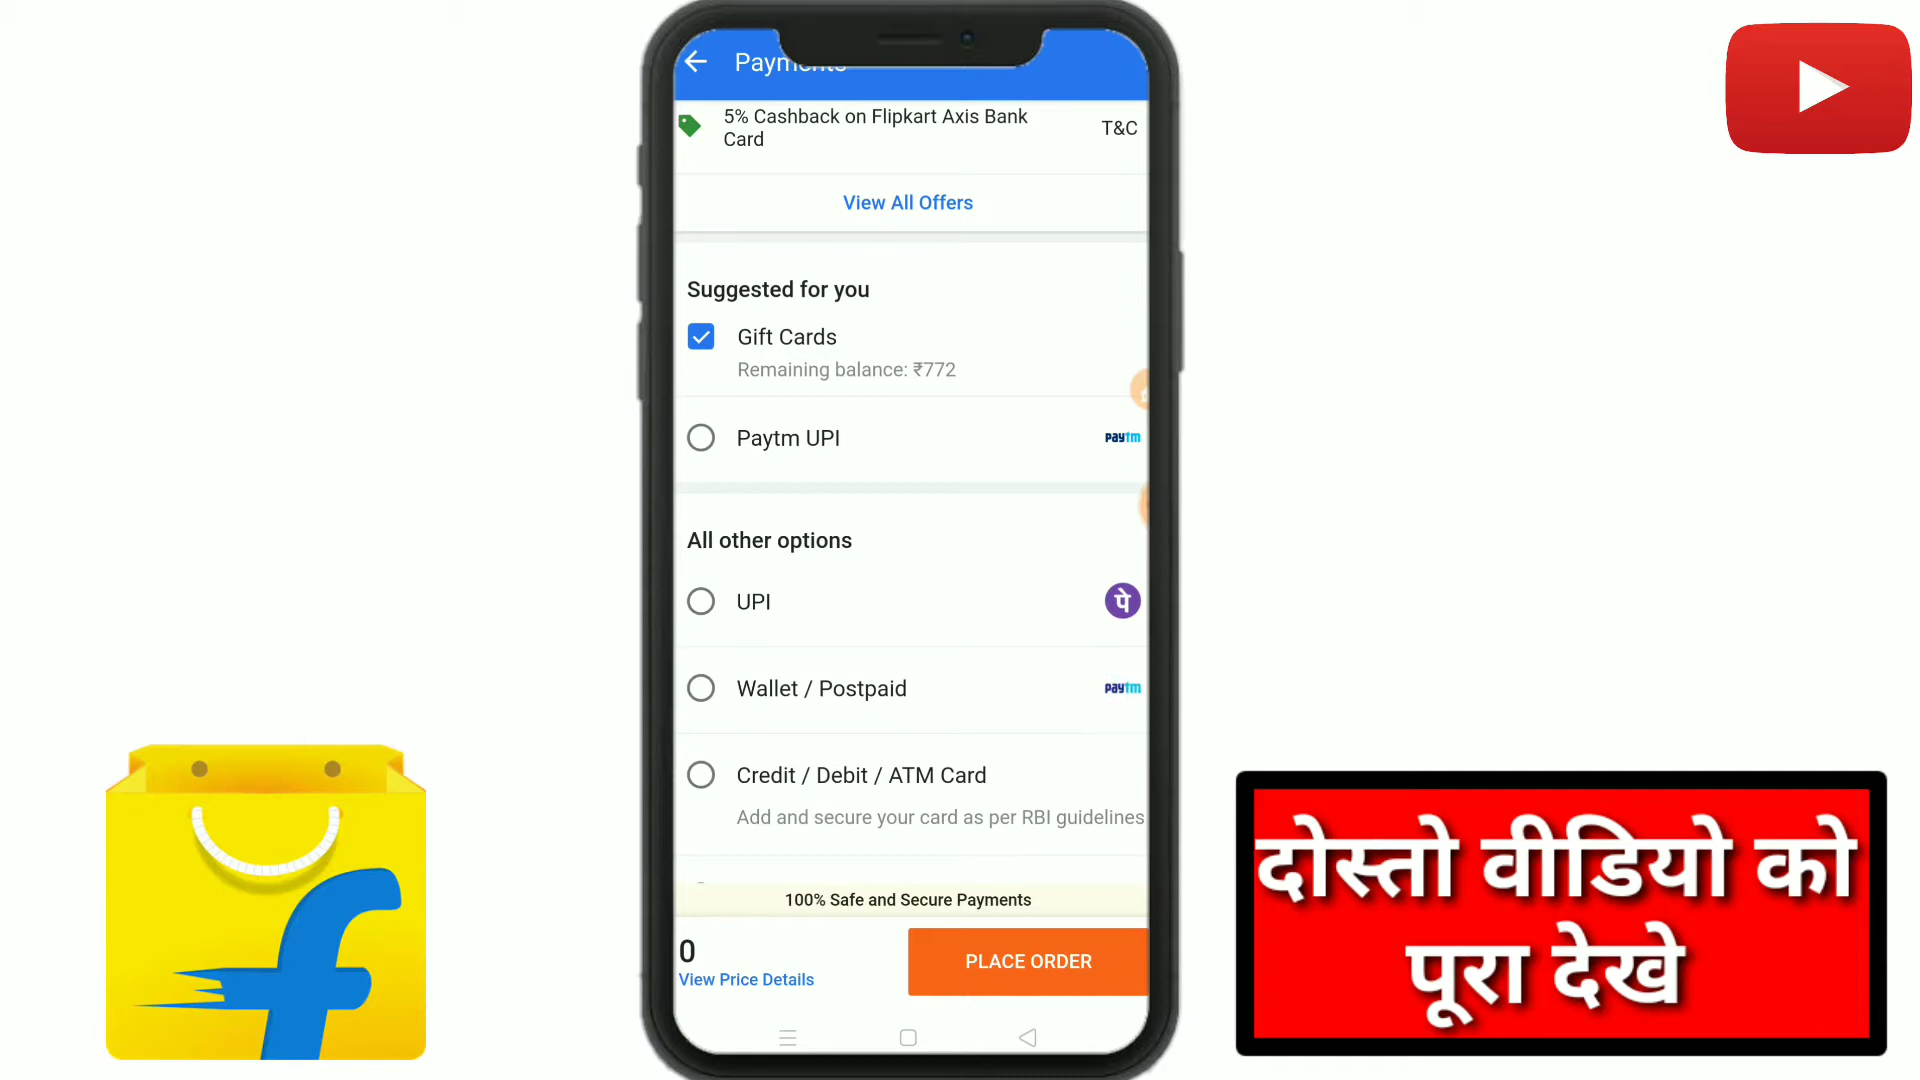 Payments
5% Cashback on Flipkart Axis Bank
Card
T&C
View All Offers
Suggested for you
Gift Cards
Remaining balance: ₹772
Paytm UPI
paytm
All other options
UPI
पे
Wallet / Postpaid
paytm
Credit / Debit / ATM Card
Add and secure your card as per RBI guidelines
100% Safe and Secure Payments
0
View Price Details
PLACE ORDER
f
दोस्तो वीडियो को
पूरा देखे